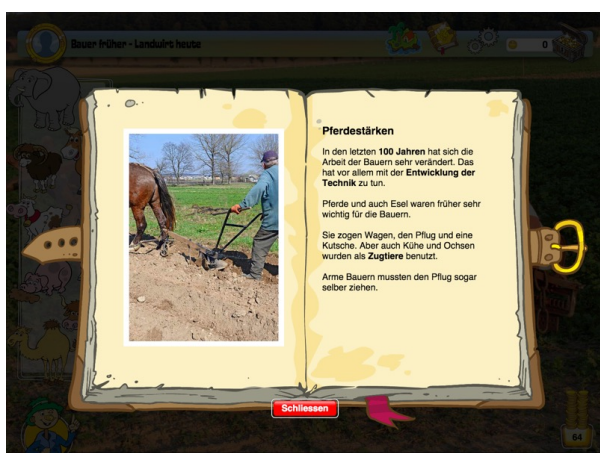 Bauer früher - Landwirt heute
0
Pferdestärken
In den letzten 100 Jahren hat sich die
Arbeit der Bauern sehr verändert. Das
hat vor allem mit der Entwicklung der
Technik zu tun.
Pferde und auch Esel waren früher sehr
wichtig für die Bauern.
Sie zogen Wagen, den Pflug und eine
Kutsche. Aber auch Kühe und Ochsen
wurden als Zugtiere benutzt.
Arme Bauern mussten den Pflug sogar
selber ziehen.
Schliessen
64